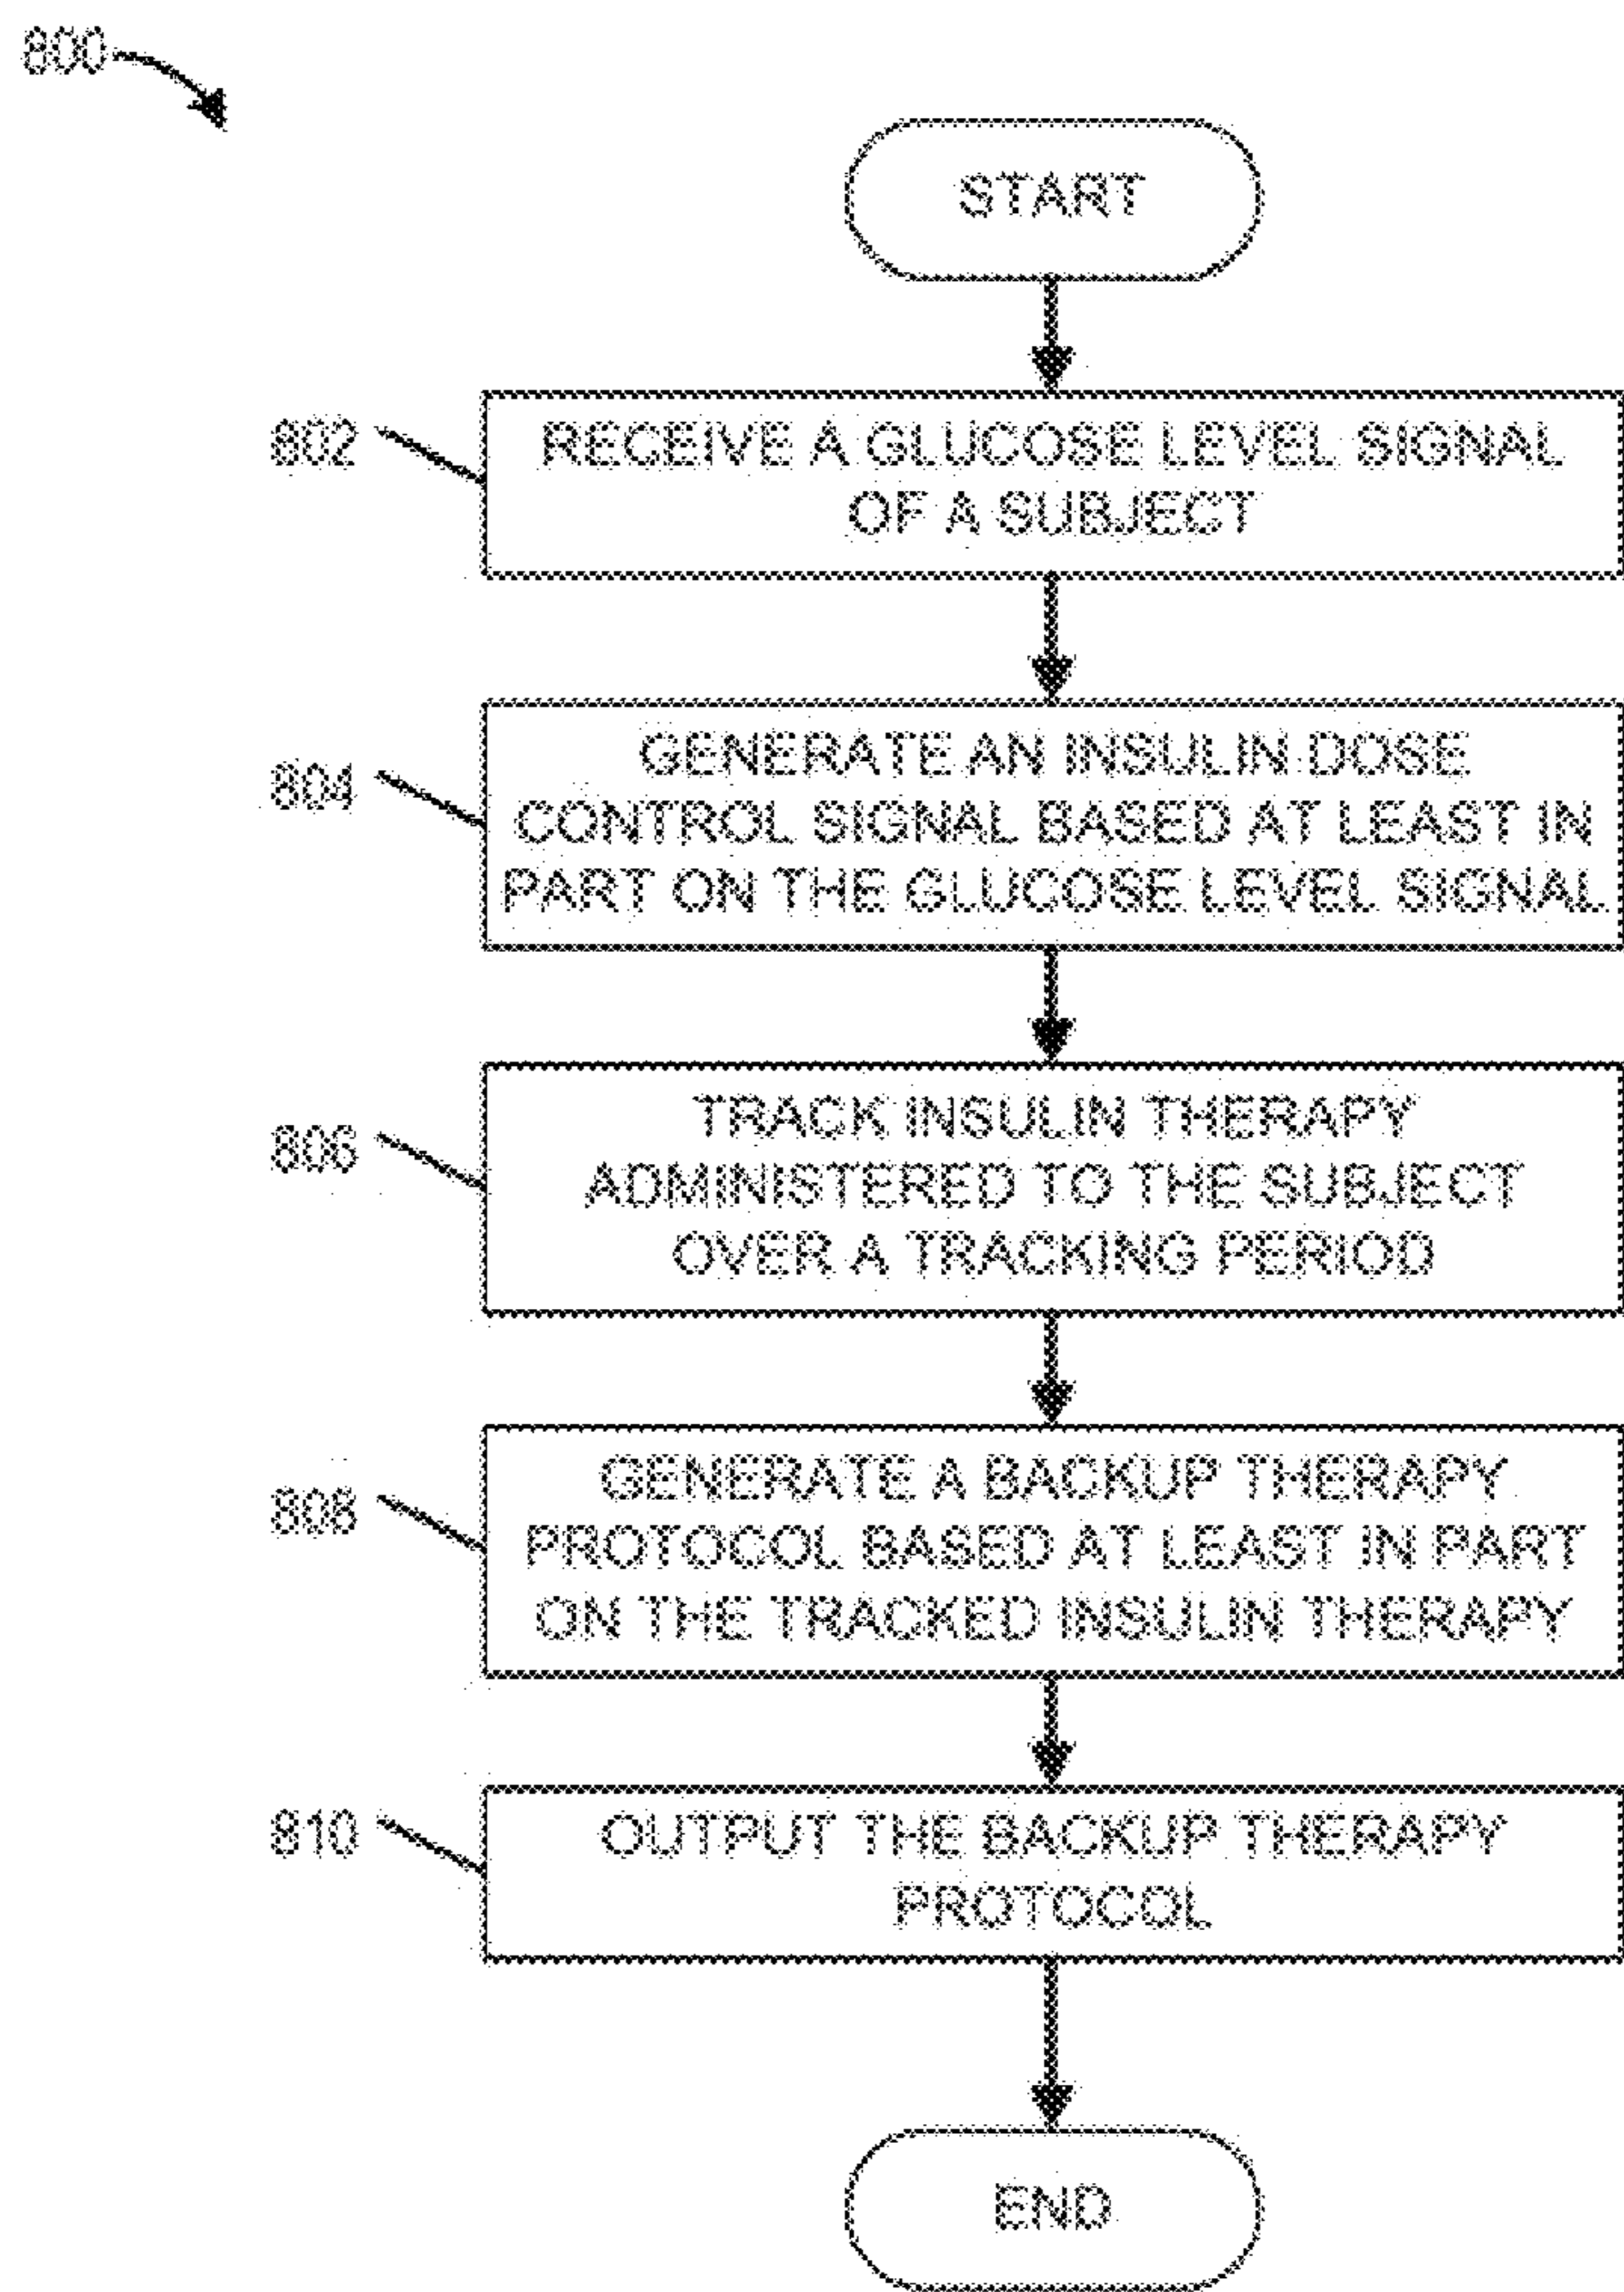 800
START
802
RECEIVE A GLUCOSE LEVEL SIGNAL
OF A SUBJECT
804
GENERATE AN INSULIN DOSE
CONTROL SIGNAL BASED AT LEAST IN
PART ON THE GLUCOSE LEVEL SIGNAL
806
TRACK INSULIN THERAPY
ADMINISTERED TO THE SUBJECT
OVER A TRACKING PERIOD
808
GENERATE A BACKUP THERAPY
PROTOCOL BASED AT LEAST IN PART
ON THE TRACKED INSULIN THERAPY
810
OUTPUT THE BACKUP THERAPY
PROTOCOL
END